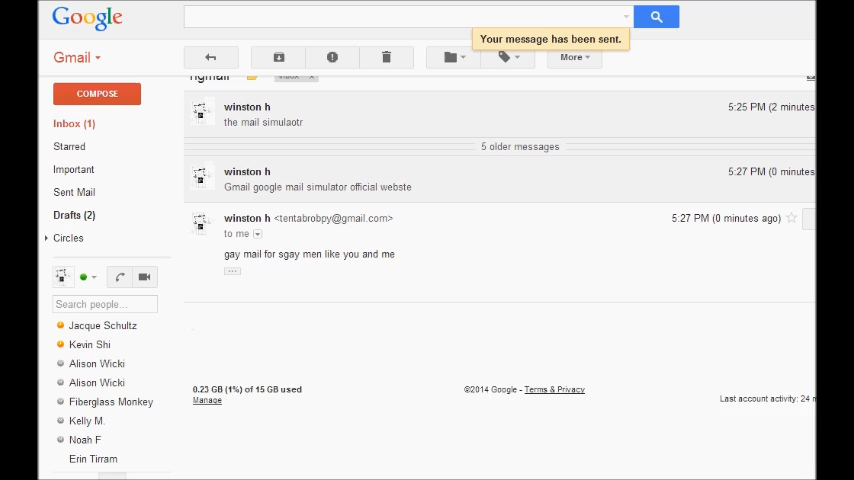 Google
Your message has been sent.
Gmail
More
COMPOSE
Inbox (1)
Starred
Important
Sent Mail
Drafts (2)
Circles
Search people...
Jacque Schultz
Kevin Shi
Alison Wicki
Alison Wicki
Fiberglass Monkey
Kelly M.
Noah F
Erin Tirram
winston h
5:25 PM (2 minutes
the mail simulaotr
5 older messages
winston h
5:27 PM (0 minutes
Gmail google mail simulator official webste
winston h <tentabrobpy@gmail.com>
5:27 PM (0 minutes ago)
to me
gay mail for sgay men like you and me
...
0.23 GB (1%) of 15 GB used
Manage
©2014 Google - Terms & Privacy
Last account activity: 24 m